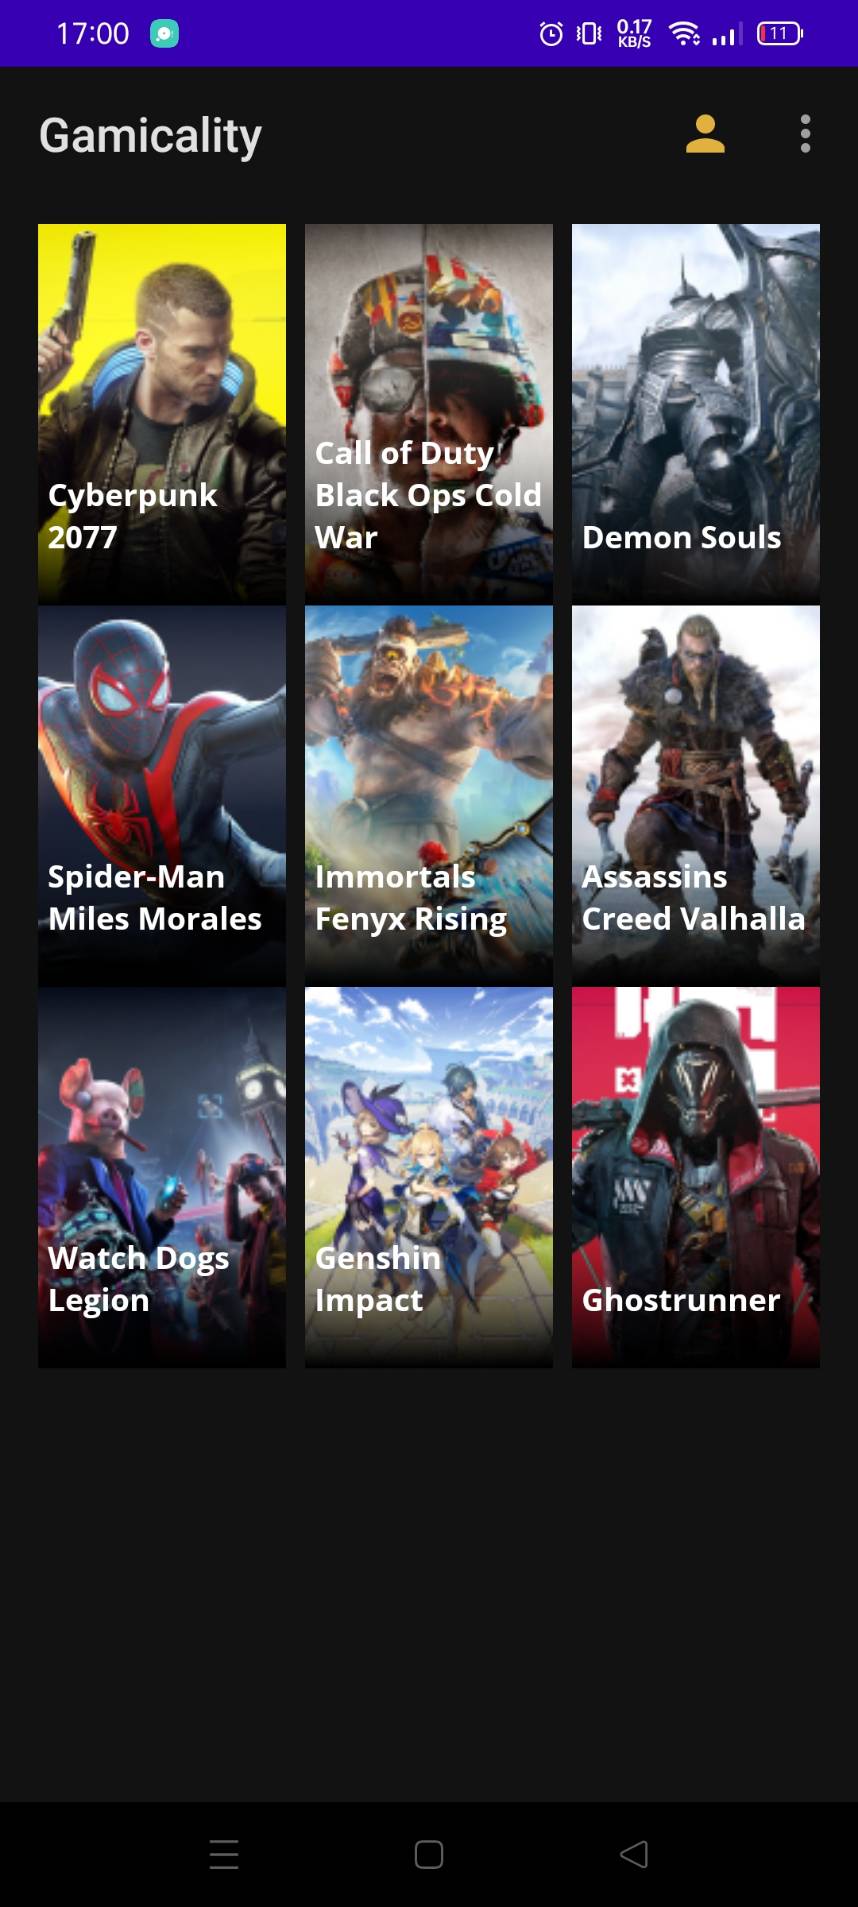 17:00
0.17
KB/S
11
Gamicality
Cyberpunk
2077
Call of Duty
Black Ops Cold
War
Demon Souls
Spider-Man
Miles Morales
Immortals
Fenyx Rising
Assassins
Creed Valhalla
Watch Dogs
Legion
Genshin
Impact
Ghostrunner